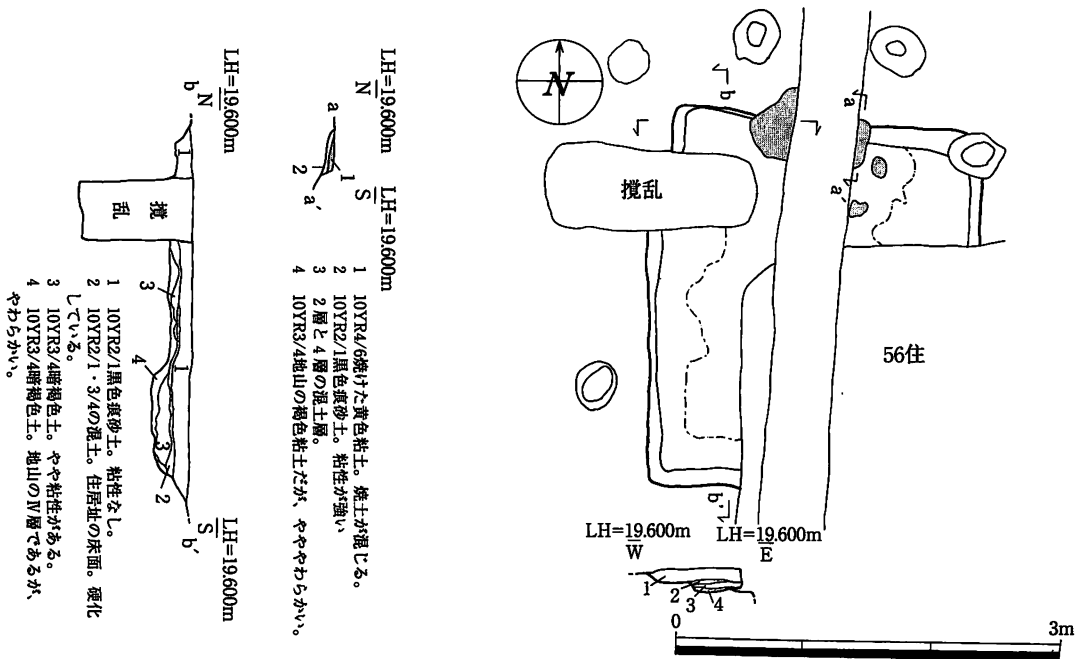 LH=19.600m
N
b
撹乱
3
4
3
2
b'
S
LH=19.600m
1 10YR2/1黒色痕砂土。粘性なし。
2 10YR2/1・3/4の混土。住居址の床面。硬化
している。
3 10YR3/4暗褐色土。やや粘性がある。
4 10YR3/4暗褐色土。地山のⅣ層であるが、
やわらかい。
LH=19.600m
N
a
1
2
a'
S
LH=19.600m
1 10YR4/6焼けた黄色粘土。焼土が混じる。
2 10YR2/1黒色痕砂土。粘性が強い
3 2層と4層の混土層。
4 10YR3/4地山の褐色粘土だが、ややややわらかい。
N
b
a
a'
撹乱
56住
b'
LH=19.600m
W
LH=19.600m
E
1
2
3
4
0
3m